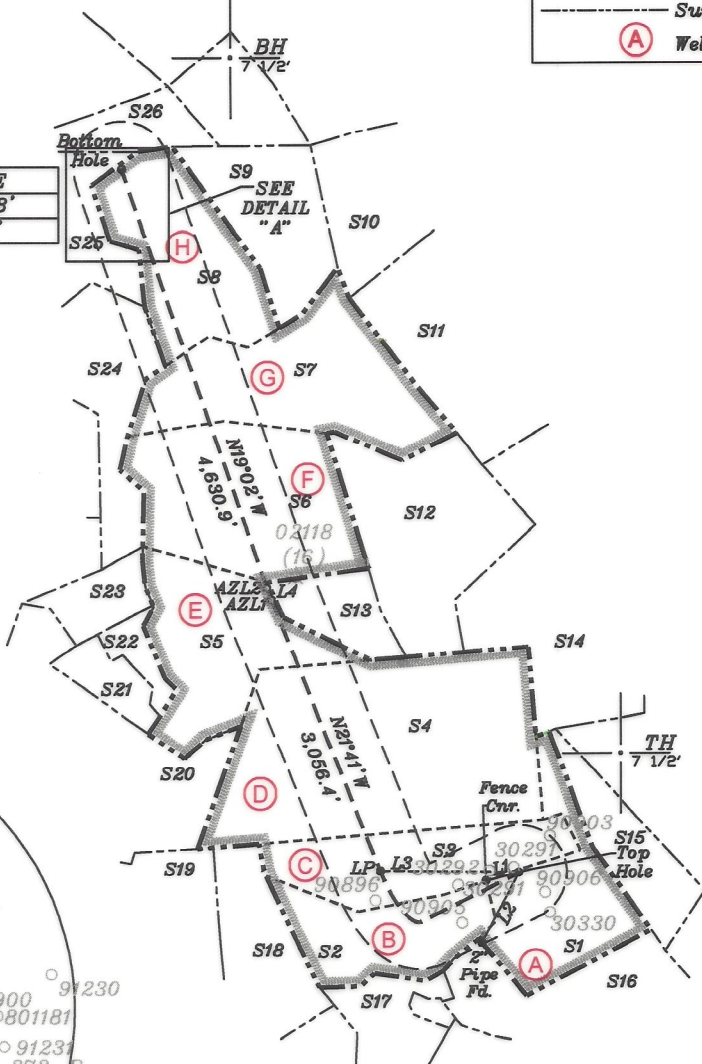 Su
A Wel
BH
7 1/2'
S26
Bottom
Hole
S9
SEE
DETAIL
"A"
S10
E
8'
S25
H
S8
S11
S24
G
S7
N19°02' W
4,630.9'
F
S6
S12
02118
(16)
S23
AZL2
L4
AZL1
E
S13
S22
S5
S21
S14
S4
N21°41' W
3,056.4'
TH
7 1/2'
S20
D
Fence
Cnr.
90903
S15
Top
Hole
S19
C
LP
L3
30292
30291
L1
90896
30291
90906
90905
L2
30330
B
S18
S2
2"
Pipe
Fd.
A
S1
S16
S17
91230
900
801181
91231